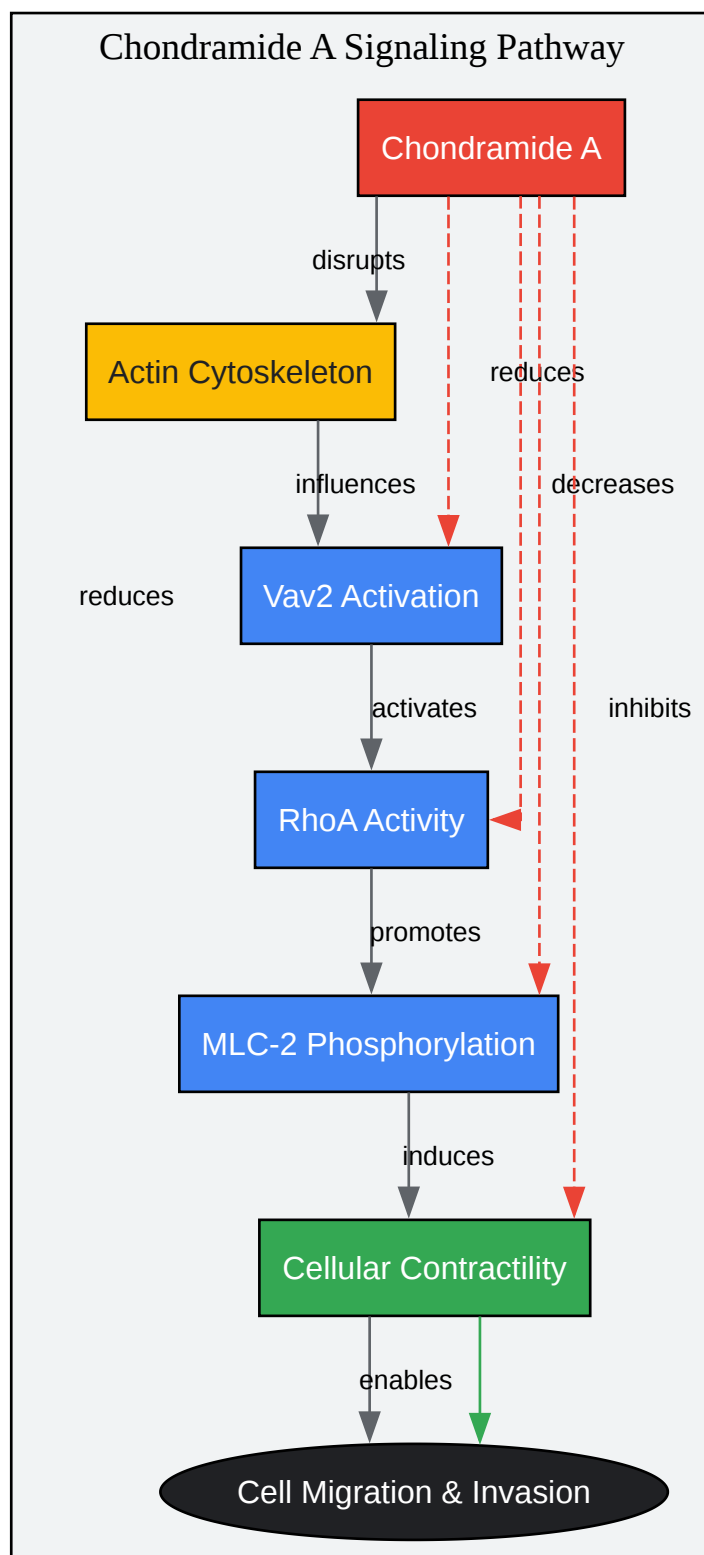 Chondramide A Signaling Pathway
Chondramide A
disrupts
Actin Cytoskeleton
reduces
influences
decreases
Vav2 Activation
reduces
activates
inhibits
RhoA Activity
promotes
MLC-2 Phosphorylation
induces
Cellular Contractility
enables
Cell Migration & Invasion